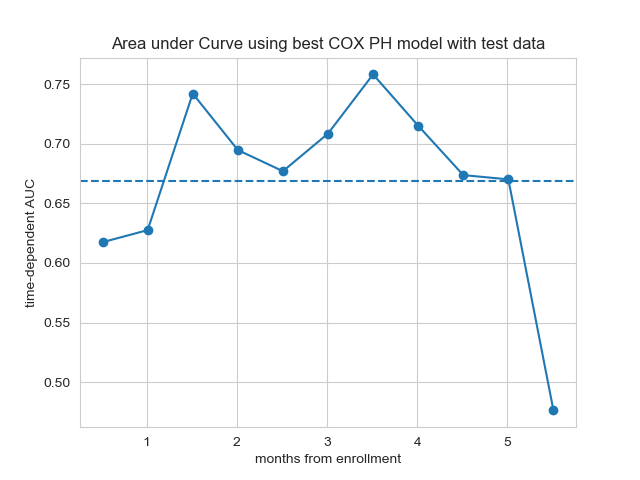 Area under Curve using best COX PH model with test data
time-dependent AUC
0.75
0.70
0.65
0.60
0.55
0.50
1 2 3 4 5
months from enrollment